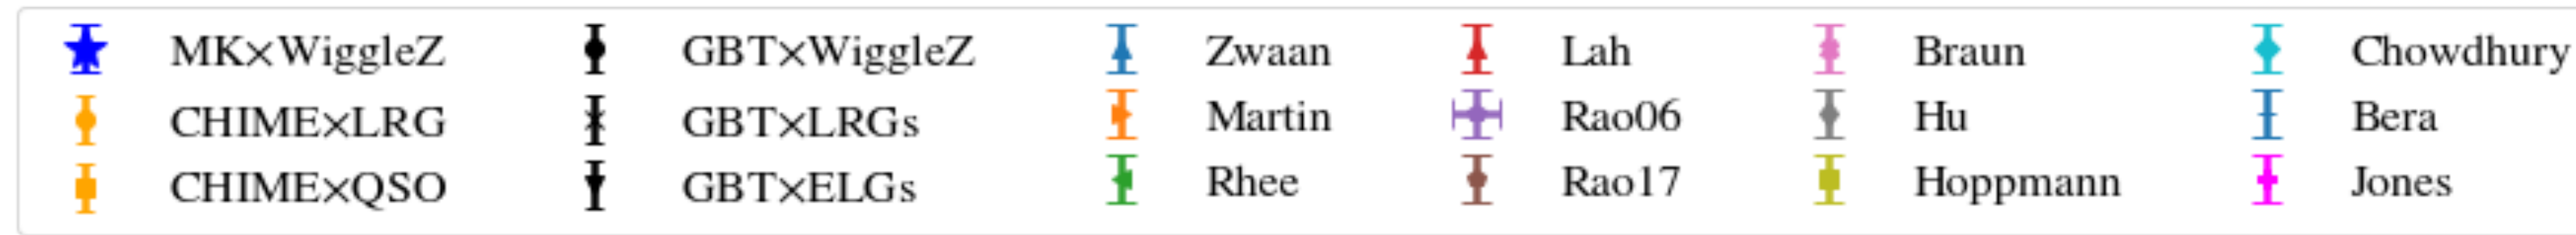 MK×WiggleZ GBT×WiggleZ Zwaan Lah Braun Chowdhury
CHIME×LRG GBT×LRGs Martin Rao06 Hu Bera
CHIME×QSO GBT×ELGs Rhee Rao17 Hoppmann Jones